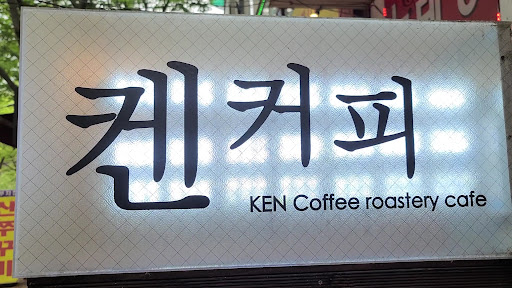 켄커피
KEN Coffee roastery cafe